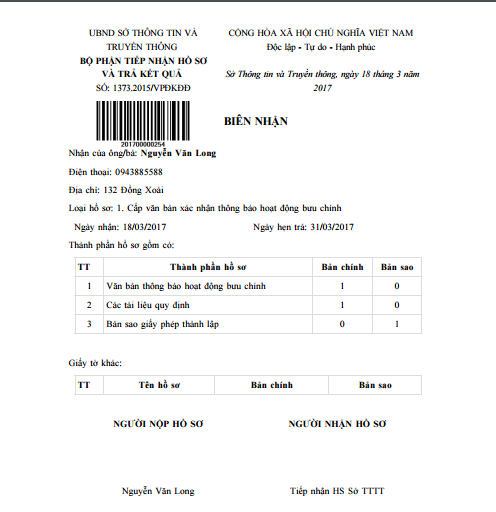 UBND SỞ THÔNG TIN VÀ
TRUYỀN THÔNG
BỘ PHẬN TIẾP NHẬN HỒ SƠ
VÀ TRẢ KẾT QUẢ
SỐ: 1373.2015/VPĐKĐĐ
CỘNG HÒA XÃ HỘI CHỦ NGHĨA VIỆT NAM
Độc lập - Tự do - Hạnh phúc
Sở Thông tin và Truyền thông, ngày 18 tháng 3 năm
2017
201700000254
BIÊN NHẬN
Nhận của ông/bà: Nguyễn Văn Long
Điện thoại: 0943885588
Địa chỉ: 132 Đồng Xoài
Loại hồ sơ: 1. Cấp văn bản xác nhận thông báo hoạt động bưu chính
Ngày nhận: 18/03/2017 Ngày hẹn trả: 31/03/2017
Thành phần hồ sơ gồm có:
TT Thành phần hồ sơ Bản chính Bản sao
1 Văn bản thông báo hoạt động bưu chính 1 0
2 Các tài liệu quy định 1 0
3 Bản sao giấy phép thành lập 0 1
Giấy tờ khác:
TT Tên hồ sơ Bản chính Bản sao
NGƯỜI NỘP HỒ SƠ NGƯỜI NHẬN HỒ SƠ
Nguyễn Văn Long Tiếp nhận HS Sở TTTT